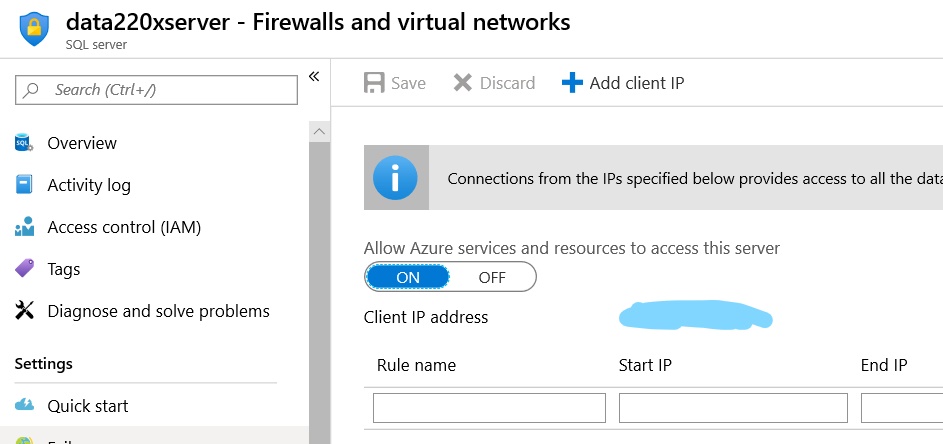 data220xserver - Firewalls and virtual networks
SQL server
Search (Ctrl+/)
«
Save
Discard
Add client IP
SQL
Overview
Activity log
Access control (IAM)
Tags
Diagnose and solve problems
Settings
Quick start
Connections from the IPs specified below provides access to all the data
Allow Azure services and resources to access this server
ON OFF
Client IP address
Rule name Start IP End IP